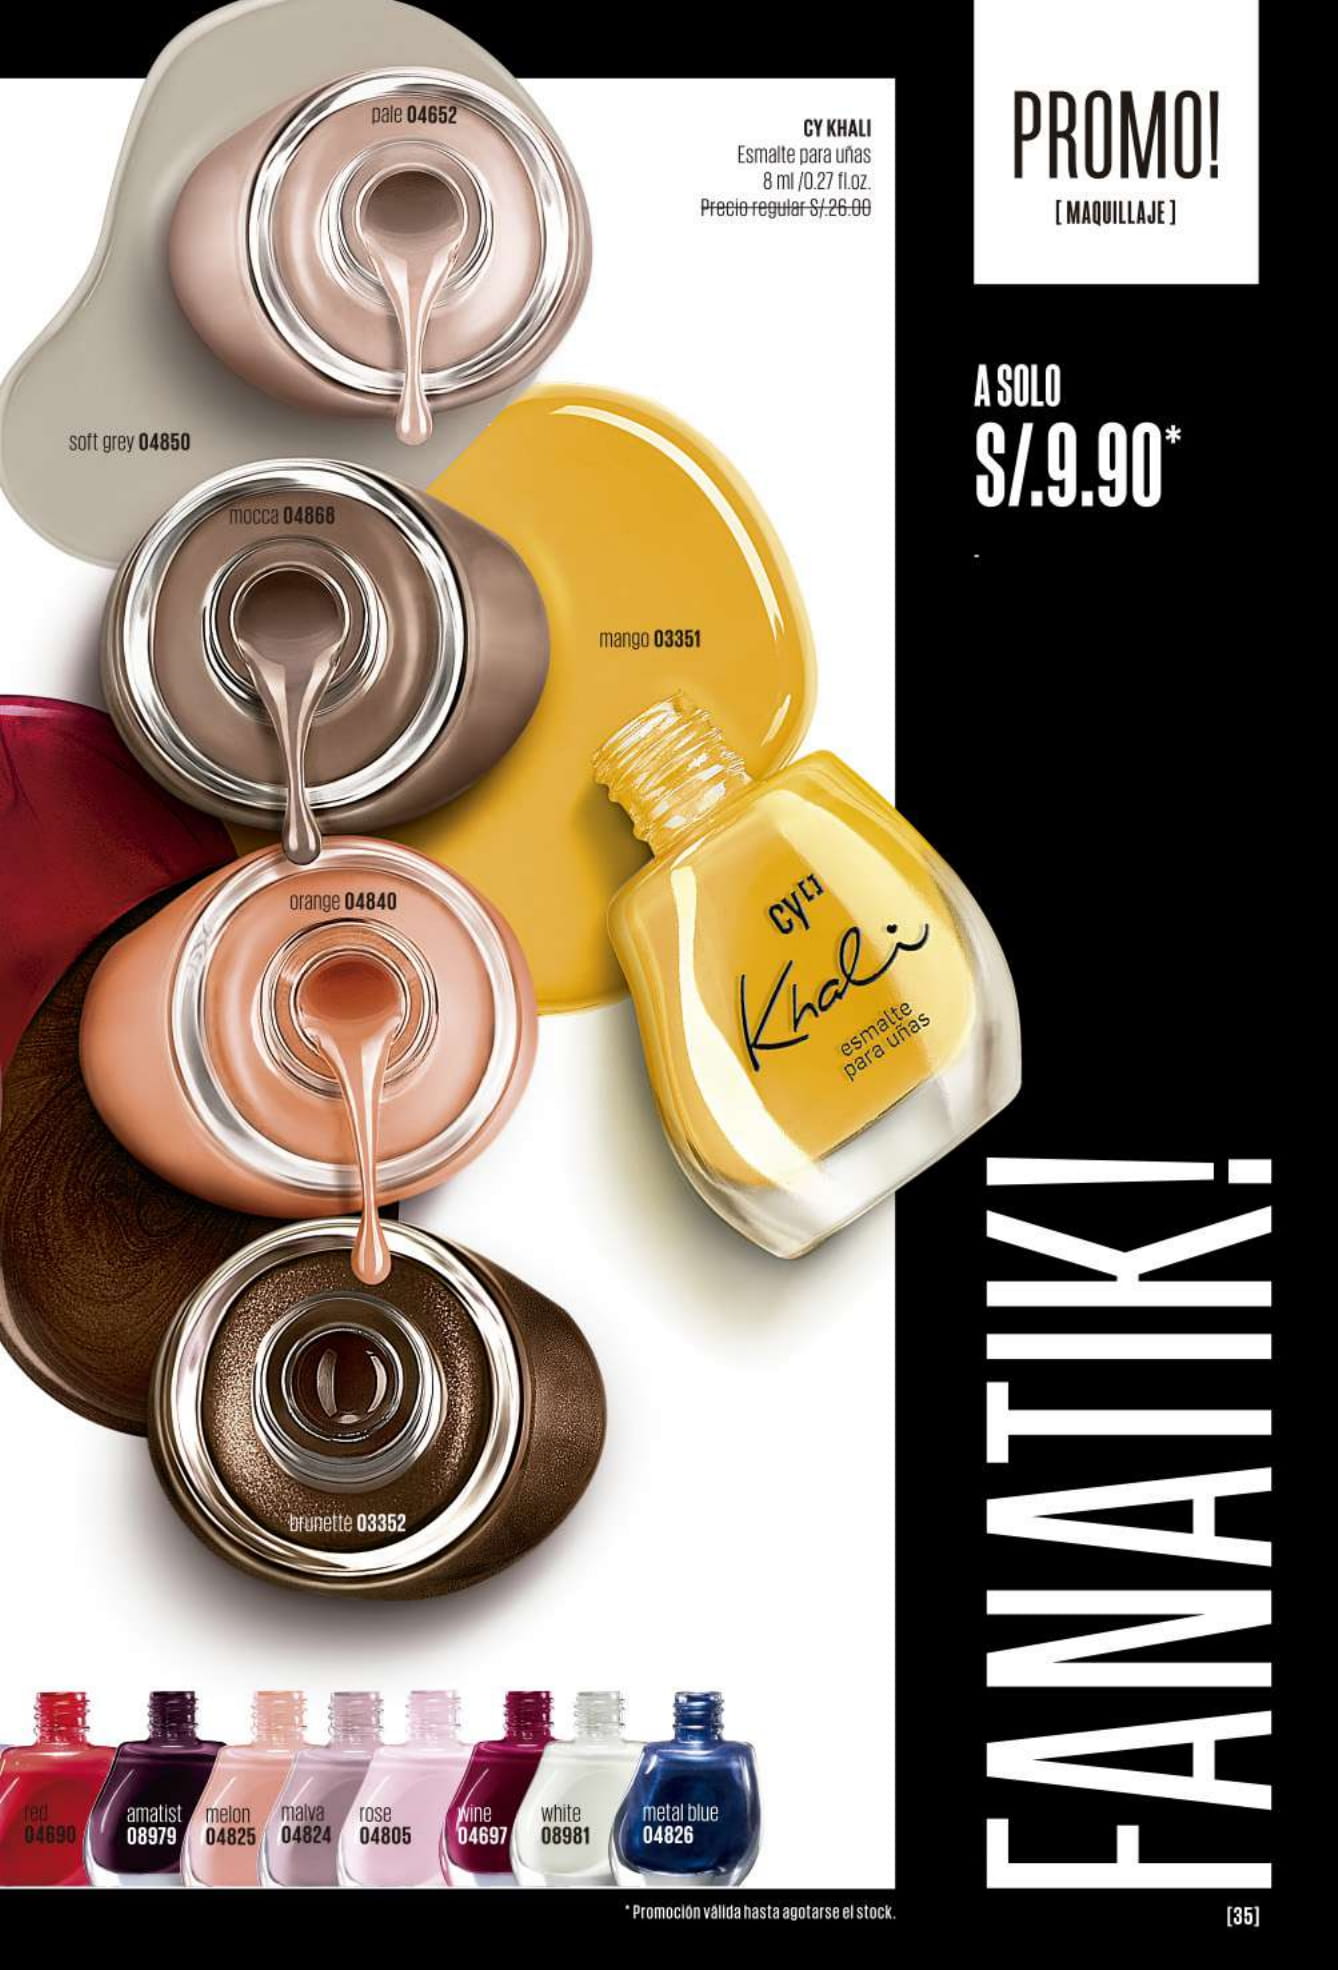 PROMO!
[ MAQUILLAJE ]
pale 04652
CY KHALI
Esmalte para uñas
8 ml /0.27 fl.oz.
Precio regular S/.26.00
A SOLO
S/.9.90*
-
soft grey 04850
mocca 04868
mango 03351
orange 04840
cy[]
Khali
esmalte
para uñas
brunette 03352
FANATIK!
red
04690
amatist
08979
melon
04825
malva
04824
rose
04805
wine
04697
white
08981
metal blue
04826
* Promoción válida hasta agotarse el stock.
[35]